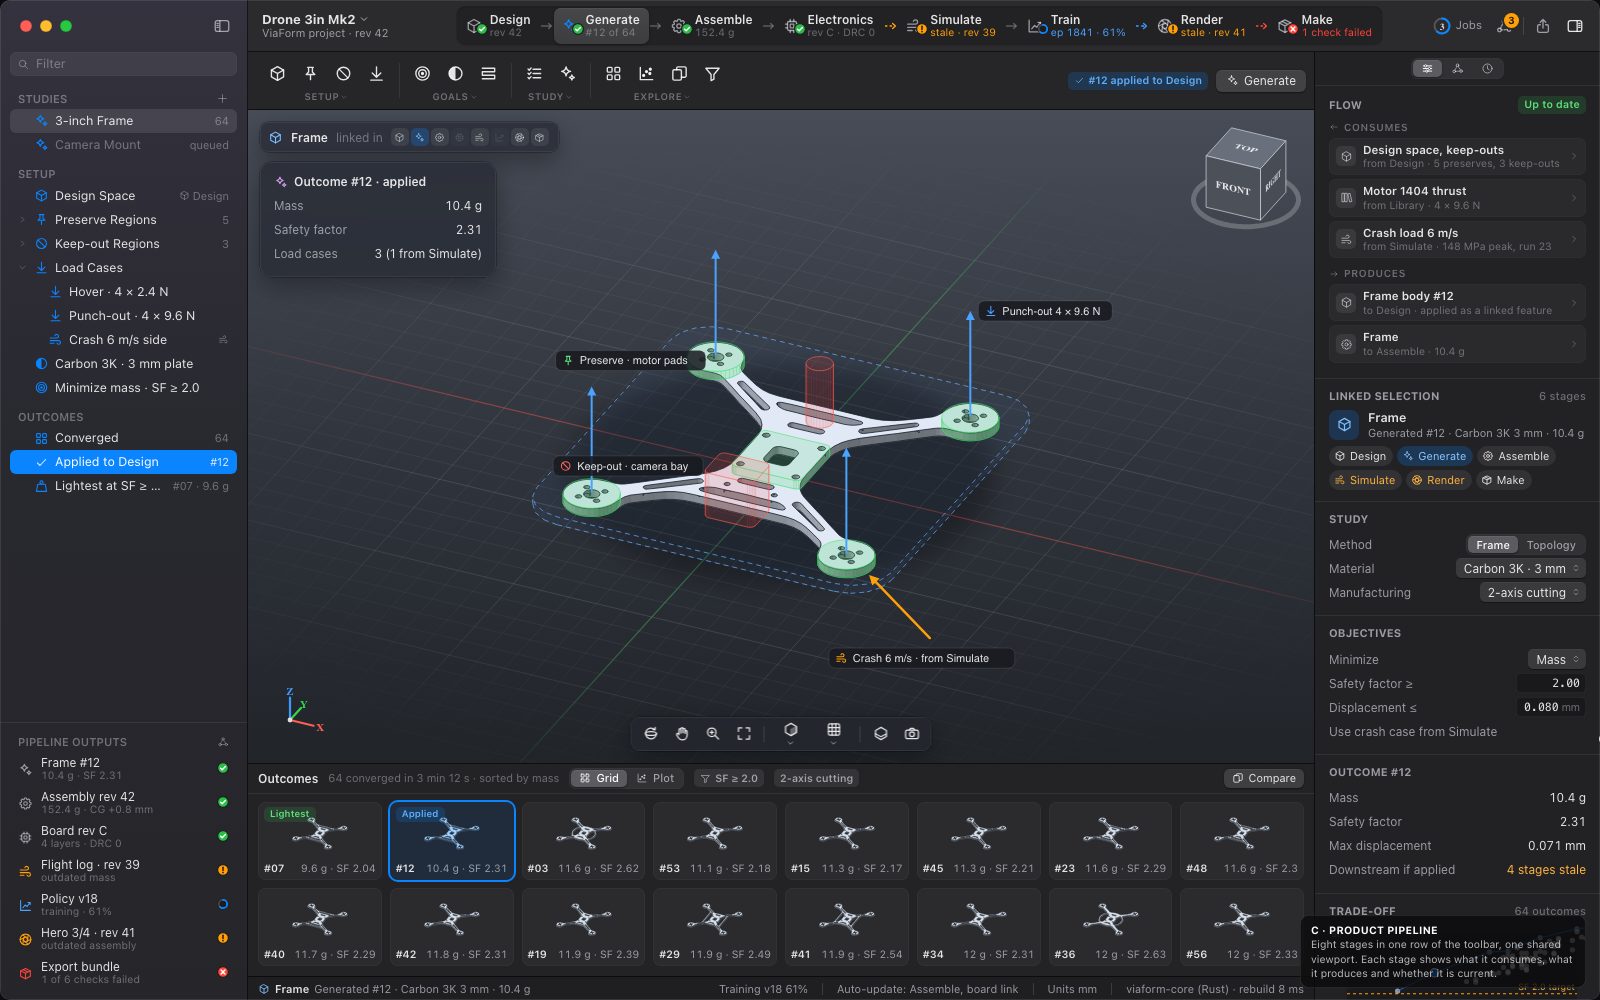 Drone 3in Mk2
ViaForm project · rev 42
Design
rev 42
Generate
#12 of 64
Assemble
152.4 g
Electronics
rev C · DRC 0
Simulate
stale · rev 39
Train
ep 1841 · 61%
Render
stale · rev 41
Make
1 check failed
3
Jobs
3
Filter
STUDIES
3-inch Frame 64
Camera Mount queued
SETUP
Design Space Design
Preserve Regions 5
Keep-out Regions 3
Load Cases
Hover · 4 × 2.4 N
Punch-out · 4 × 9.6 N
Crash 6 m/s side
Carbon 3K · 3 mm plate
Minimize mass · SF ≥ 2.0
OUTCOMES
Converged 64
Applied to Design #12
Lightest at SF ≥ ... #07 · 9.6 g
PIPELINE OUTPUTS
Frame #12
10.4 g · SF 2.31
Assembly rev 42
152.4 g · CG +0.8 mm
Board rev C
4 layers · DRC 0
Flight log · rev 39
outdated mass
Policy v18
training · 61%
Hero 3/4 · rev 41
outdated assembly
Export bundle
1 of 6 checks failed
SETUP
GOALS
STUDY
EXPLORE
#12 applied to Design
Generate
Frame linked in
Outcome #12 · applied
Mass 10.4 g
Safety factor 2.31
Load cases 3 (1 from Simulate)
TOP
FRONT
RIGHT
Punch-out 4 × 9.6 N
Preserve · motor pads
Keep-out · camera bay
Crash 6 m/s · from Simulate
Z
Y
X
Outcomes 64 converged in 3 min 12 s · sorted by mass
Grid
Plot
SF ≥ 2.0
2-axis cutting
Compare
Lightest
#07 9.6 g · SF 2.04
Applied
#12 10.4 g · SF 2.31
#03 11.6 g · SF 2.62
#53 11.1 g · SF 2.18
#15 11.3 g · SF 2.17
#45 11.3 g · SF 2.21
#23 11.6 g · SF 2.29
#48 11.6 g · SF 2.3
#40 11.7 g · SF 2.29
#42 11.8 g · SF 2.31
#19 11.9 g · SF 2.39
#29 11.9 g · SF 2.49
#41 11.9 g · SF 2.54
#34 12 g · SF 2.31
#36 12 g · SF 2.63
#56 12 g · SF 2.33
Frame Generated #12 · Carbon 3K · 3 mm · 10.4 g
Training v18 61%
Auto-update: Assemble, board link
Units mm
viaform-core (Rust) · rebuild 8 ms
FLOW Up to date
← CONSUMES
Design space, keep-outs
from Design · 5 preserves, 3 keep-outs
Motor 1404 thrust
from Library · 4 × 9.6 N
Crash load 6 m/s
from Simulate · 148 MPa peak, run 23
→ PRODUCES
Frame body #12
to Design · applied as a linked feature
Frame
to Assemble · 10.4 g
LINKED SELECTION 6 stages
Frame
Generated #12 · Carbon 3K · 3 mm · 10.4 g
Design
Generate
Assemble
Simulate
Render
Make
STUDY
Method Frame Topology
Material Carbon 3K · 3 mm
Manufacturing 2-axis cutting
OBJECTIVES
Minimize Mass
Safety factor ≥ 2.00
Displacement ≤ 0.080 mm
Use crash case from Simulate
OUTCOME #12
Mass 10.4 g
Safety factor 2.31
Max displacement 0.071 mm
Downstream if applied 4 stages stale
TRADE-OFF 64 outcomes
C · PRODUCT PIPELINE
Eight stages in one row of the toolbar, one shared
viewport. Each stage shows what it consumes, what
it produces and whether it is current.
SF 2.0 target